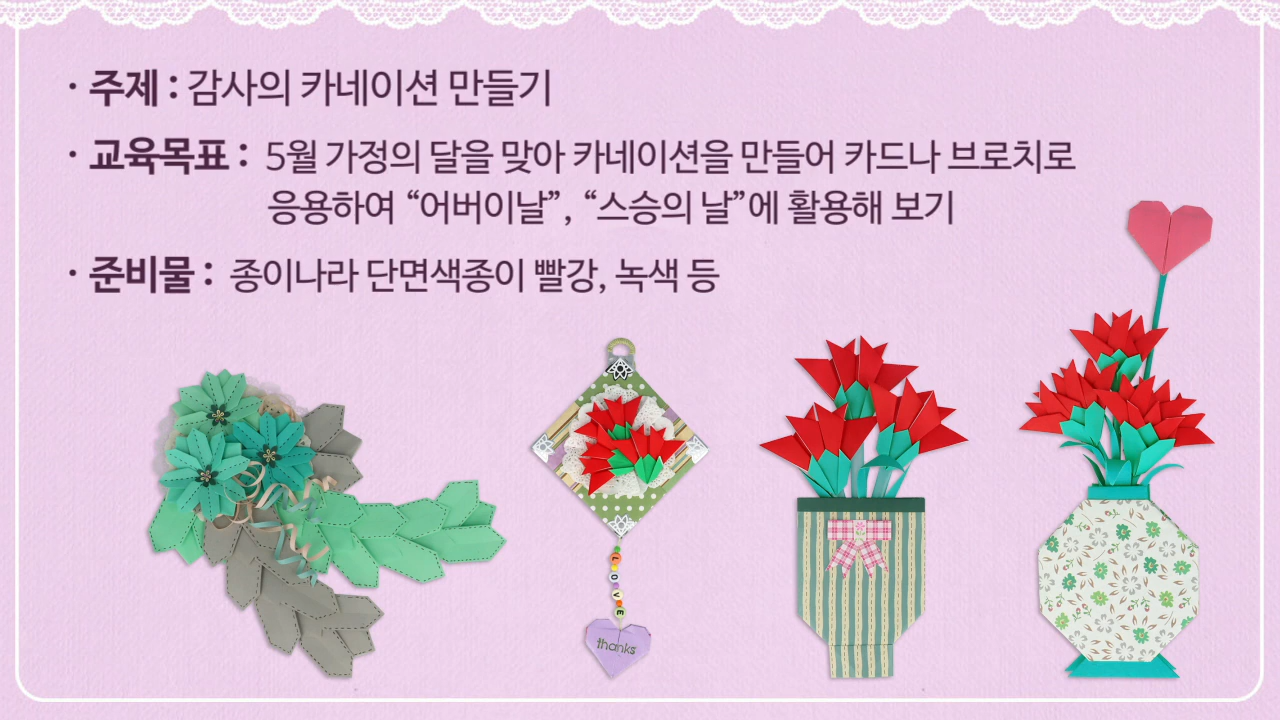 · 주제 : 감사의 카네이션 만들기
· 교육목표 : 5월 가정의 달을 맞아 카네이션을 만들어 카드나 브로치로
응용하여 “어버이날”, “스승의 날”에 활용해 보기
· 준비물 : 종이나라 단면색종이 빨강, 녹색 등
LOVE
thanks